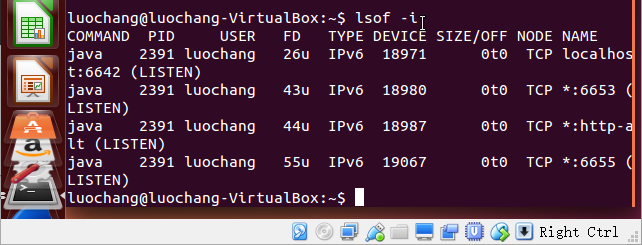 luochang@luochang-VirtualBox:~$ lsof -i
COMMAND  PID     USER   FD   TYPE DEVICE SIZE/OFF NODE NAME
java    2391 luochang   26u  IPv6  18971      0t0  TCP localhos
t:6642 (LISTEN)
java    2391 luochang   43u  IPv6  18980      0t0  TCP *:6653 (
LISTEN)
java    2391 luochang   44u  IPv6  18987      0t0  TCP *:http-a
lt (LISTEN)
java    2391 luochang   55u  IPv6  19067      0t0  TCP *:6655 (
LISTEN)
luochang@luochang-VirtualBox:~$
Right Ctrl